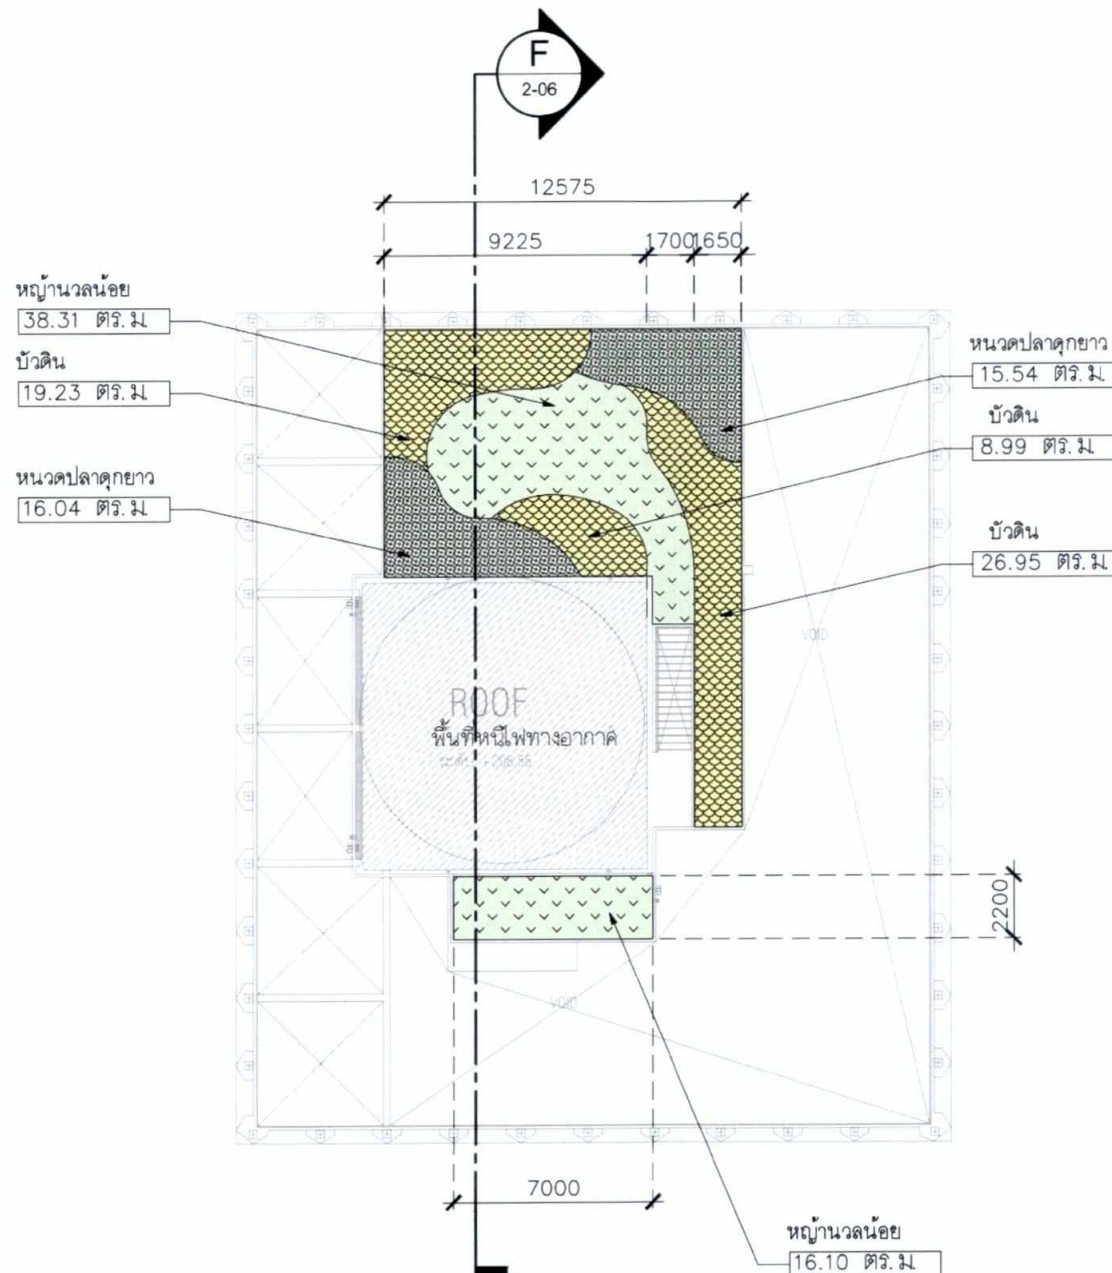 F
2-06
12575
9225
1700
1650
หญ้านวลน้อย
38.31 ตร.ม.
บัวดิน
19.23 ตร.ม.
หนวดปลาดุกยาว
16.04 ตร.ม.
หนวดปลาดุกยาว
15.54 ตร.ม.
บัวดิน
8.99 ตร.ม.
บัวดิน
26.95 ตร.ม.
VOID
ROOF
พื้นที่หนีไฟทางอากาศ
2200
VOID
7000
หญ้านวลน้อย
16.10 ตร.ม.